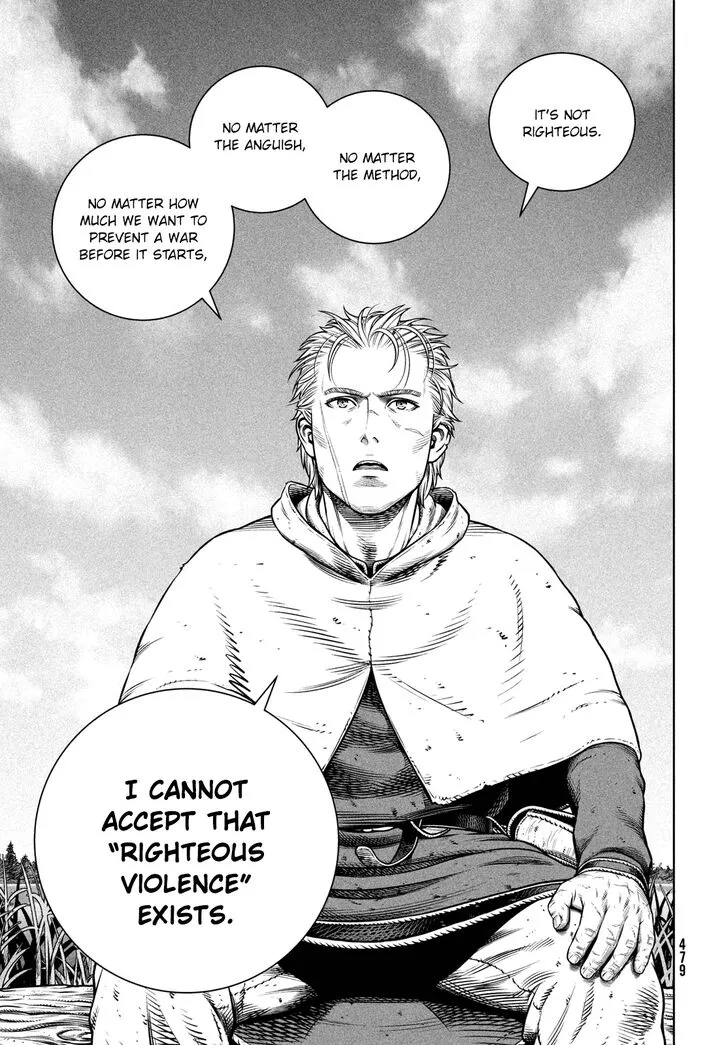 IT'S NOT
RIGHTEOUS.
NO MATTER
THE METHOD,
NO MATTER
THE ANGUISH,
NO MATTER HOW
MUCH WE WANT TO
PREVENT A WAR
BEFORE IT STARTS,
I CANNOT
ACCEPT THAT
"RIGHTEOUS
VIOLENCE"
EXISTS.
479